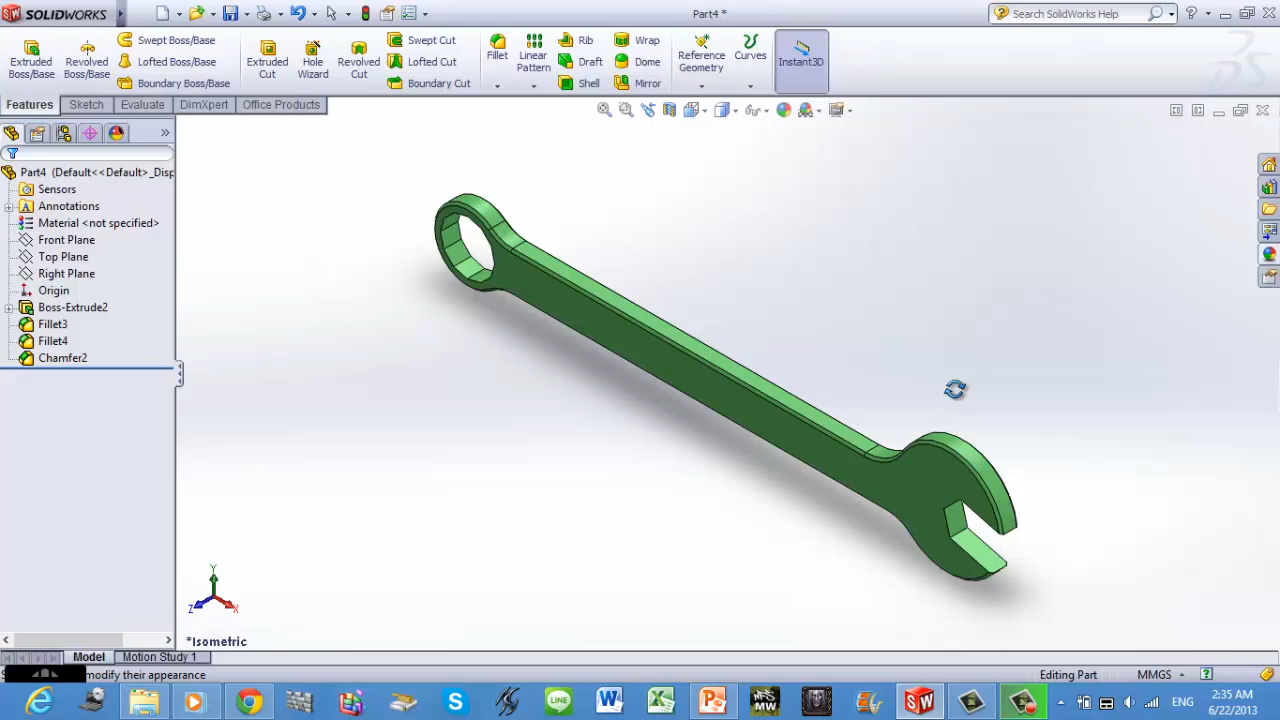 SW SOLIDWORKS
Part4 *
Search SolidWorks Help
?
Extruded Boss/Base
Revolved Boss/Base
Swept Boss/Base
Lofted Boss/Base
Boundary Boss/Base
Extruded Cut
Hole Wizard
Revolved Cut
Swept Cut
Lofted Cut
Boundary Cut
Fillet
Linear Pattern
Rib
Draft
Shell
Wrap
Dome
Mirror
Reference Geometry
Curves
Instant3D
Features
Sketch
Evaluate
DimXpert
Office Products
Part4 (Default<<Default>_Disp
Sensors
A Annotations
Material <not specified>
Front Plane
Top Plane
Right Plane
Origin
Boss-Extrude2
Fillet3
Fillet4
Chamfer2
Y
Z
X
*Isometric
Model
Motion Study 1
modify their appearance
Editing Part
MMGS
?
LINE
MW
SW
ENG
2:35 AM
6/22/2013